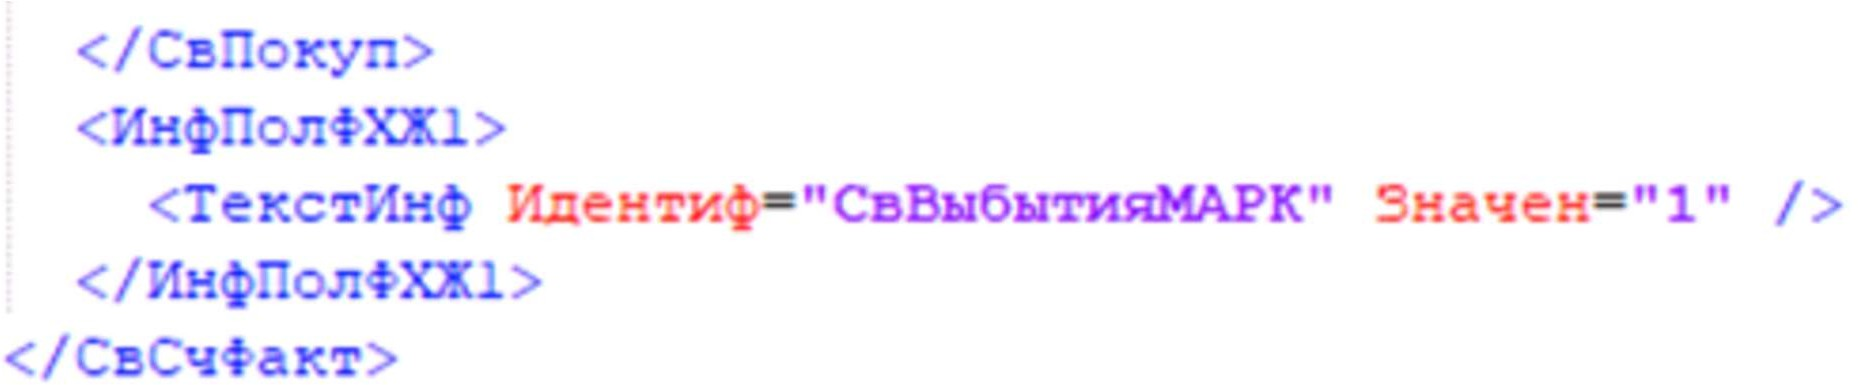 </СвПокуп>
<ИнфПолФХЖ1>
<ТекстИнф Идентиф="СвВыбытияМАРК" Значен="1" />
</ИнфПолФХЖ1>
</СвСчФакт>